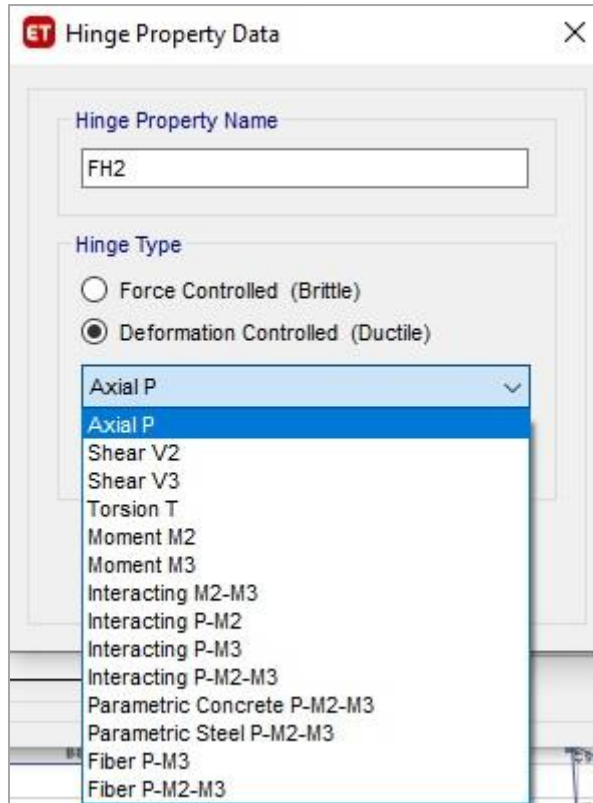 ET Hinge Property Data
Hinge Property Name
FH2
Hinge Type
Force Controlled (Brittle)
Deformation Controlled (Ductile)
Axial P
Axial P
Shear V2
Shear V3
Torsion T
Moment M2
Moment M3
Interacting M2-M3
Interacting P-M2
Interacting P-M3
Interacting P-M2-M3
Parametric Concrete P-M2-M3
Parametric Steel P-M2-M3
Fiber P-M3
Fiber P-M2-M3